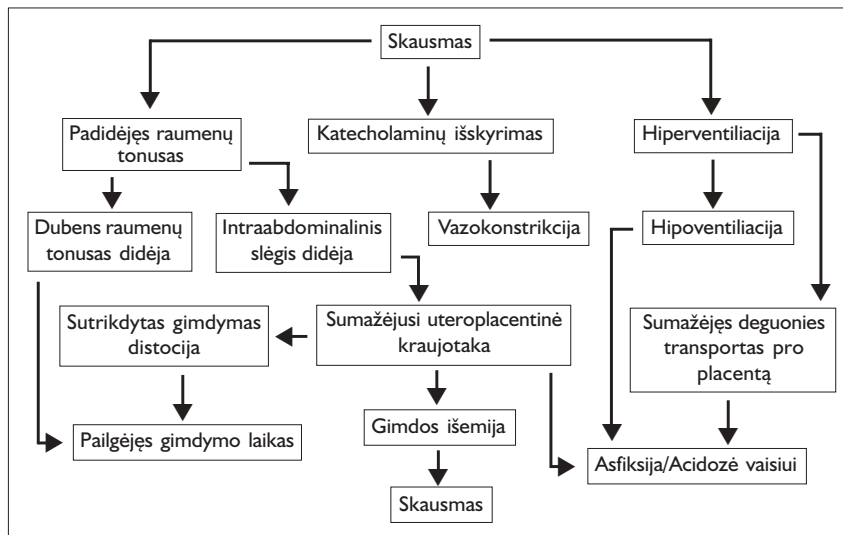 Skausmas
Padidėjęs raumenų
tonusas
Katecholaminų išskyrimas
Hiperventiliacija
Dubens raumenų
tonusas didėja
Intraabdominalinis
slėgis didėja
Vazokonstrikcija
Hipoventiliacija
Sutrikdytas gimdymas
distocija
Sumažėjusi uteroplacentinė
kraujotaka
Sumažėjęs deguonies
transportas pro
placentą
Pailgėjęs gimdymo laikas
Gimdos išemija
Asfiksija/Acidozė vaisiui
Skausmas